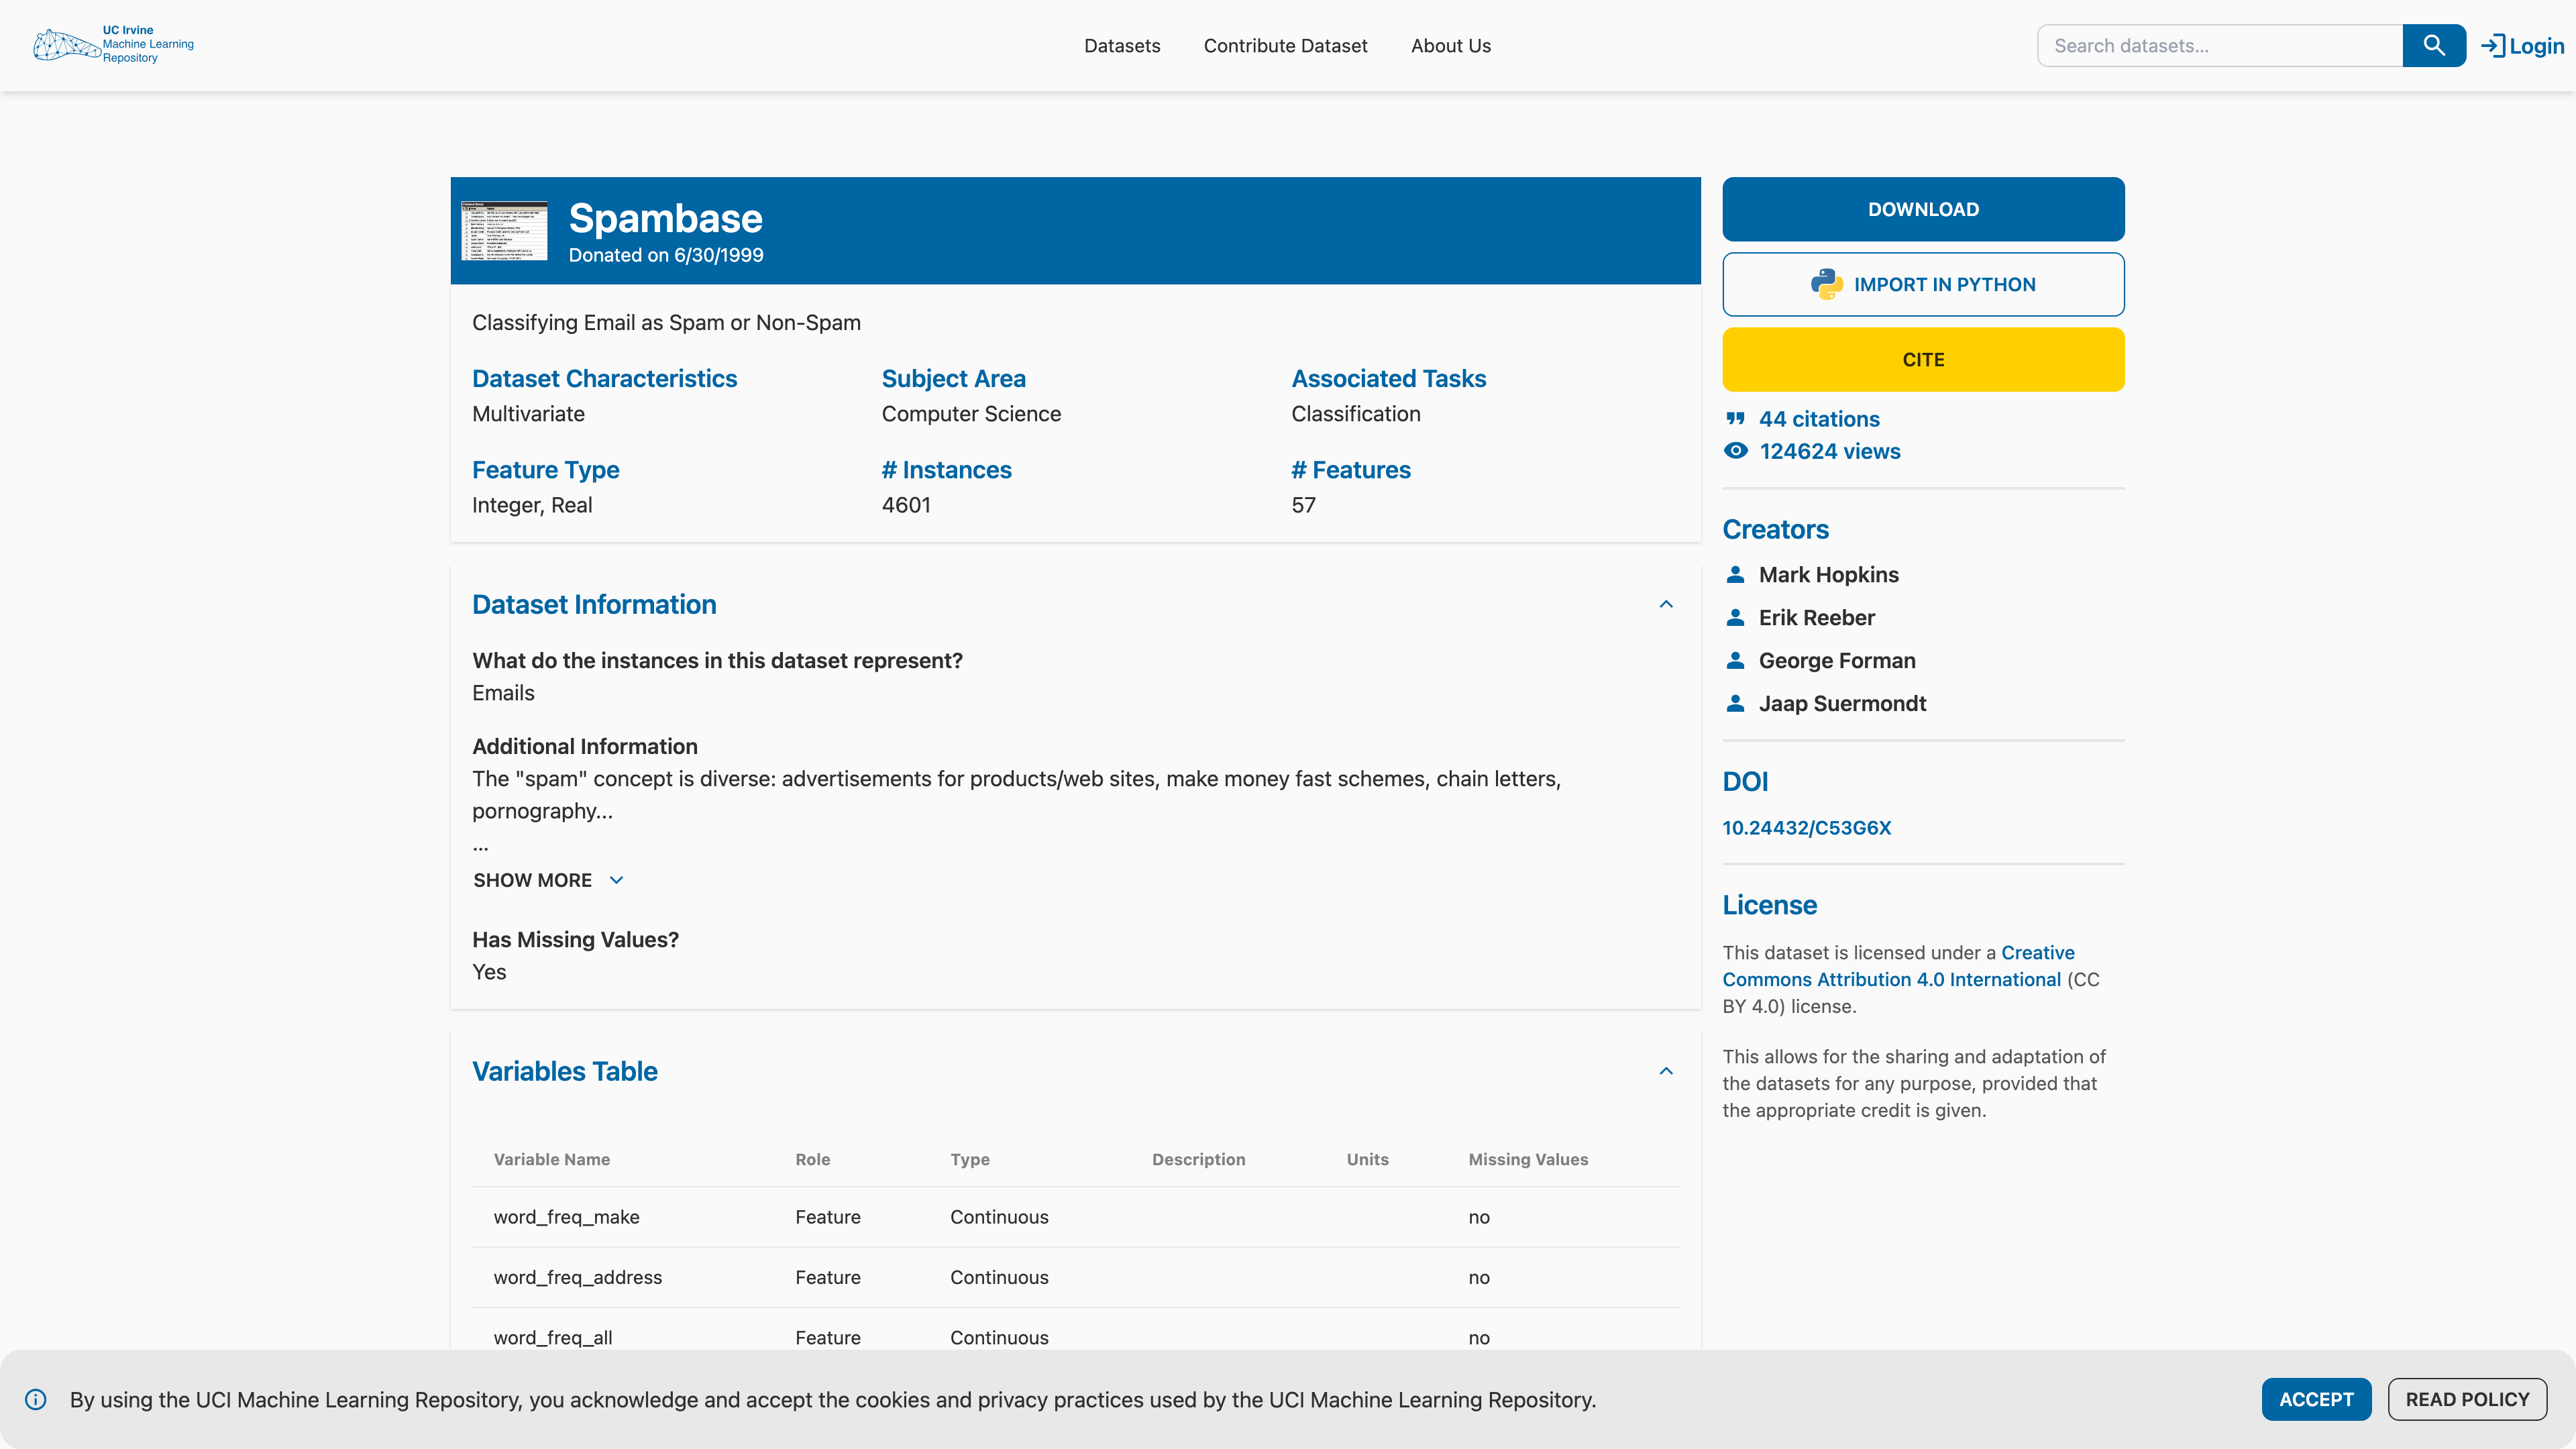 UC Irvine
Machine Learning
Repository
Datasets
Contribute Dataset
About Us
Search datasets...
Login
Spambase
Donated on 6/30/1999
Classifying Email as Spam or Non-Spam
Dataset Characteristics
Subject Area
Associated Tasks
Multivariate
Computer Science
Classification
Feature Type
# Instances
# Features
Integer, Real
4601
57
Dataset Information
What do the instances in this dataset represent?
Emails
Additional Information
The "spam" concept is diverse: advertisements for products/web sites, make money fast schemes, chain letters,
pornography...
...
SHOW MORE
Has Missing Values?
Yes
Variables Table
Variable Name Role Type Description Units Missing Values
word_freq_make Feature Continuous no
word_freq_address Feature Continuous no
word_freq_all Feature Continuous no
DOWNLOAD
IMPORT IN PYTHON
CITE
44 citations
124624 views
Creators
Mark Hopkins
Erik Reeber
George Forman
Jaap Suermondt
DOI
10.24432/C53G6X
License
This dataset is licensed under a Creative
Commons Attribution 4.0 International (CC
BY 4.0) license.
This allows for the sharing and adaptation of
the datasets for any purpose, provided that
the appropriate credit is given.
By using the UCI Machine Learning Repository, you acknowledge and accept the cookies and privacy practices used by the UCI Machine Learning Repository.
ACCEPT
READ POLICY